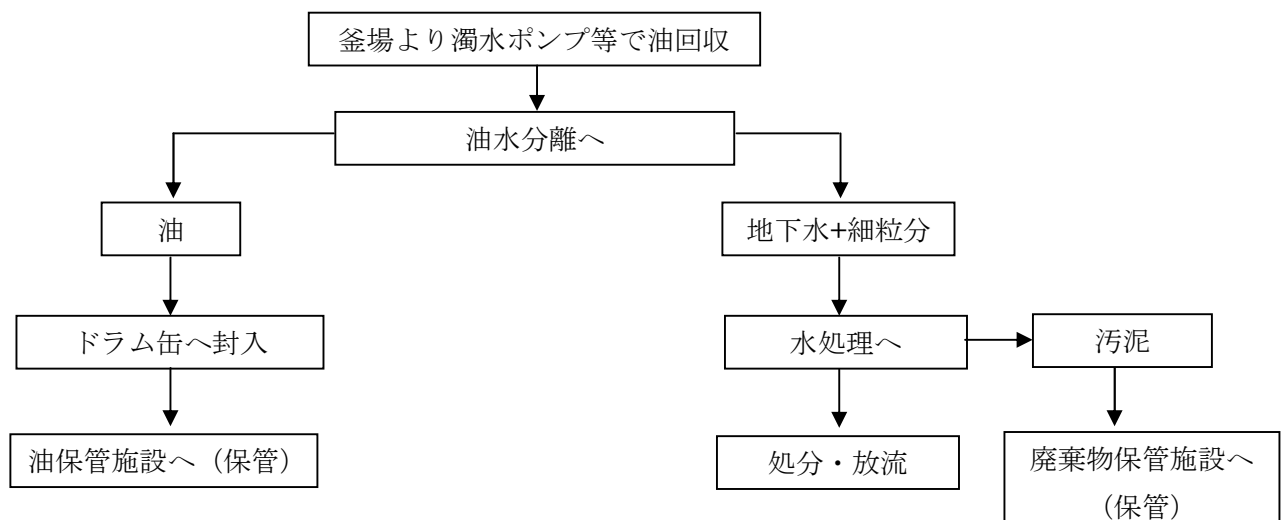 釜場より濁水ポンプ等で油回収
油水分離へ
油
地下水+細粒分
ドラム缶へ封入
水処理へ
汚泥
油保管施設へ（保管）
処分・放流
廃棄物保管施設へ
（保管）